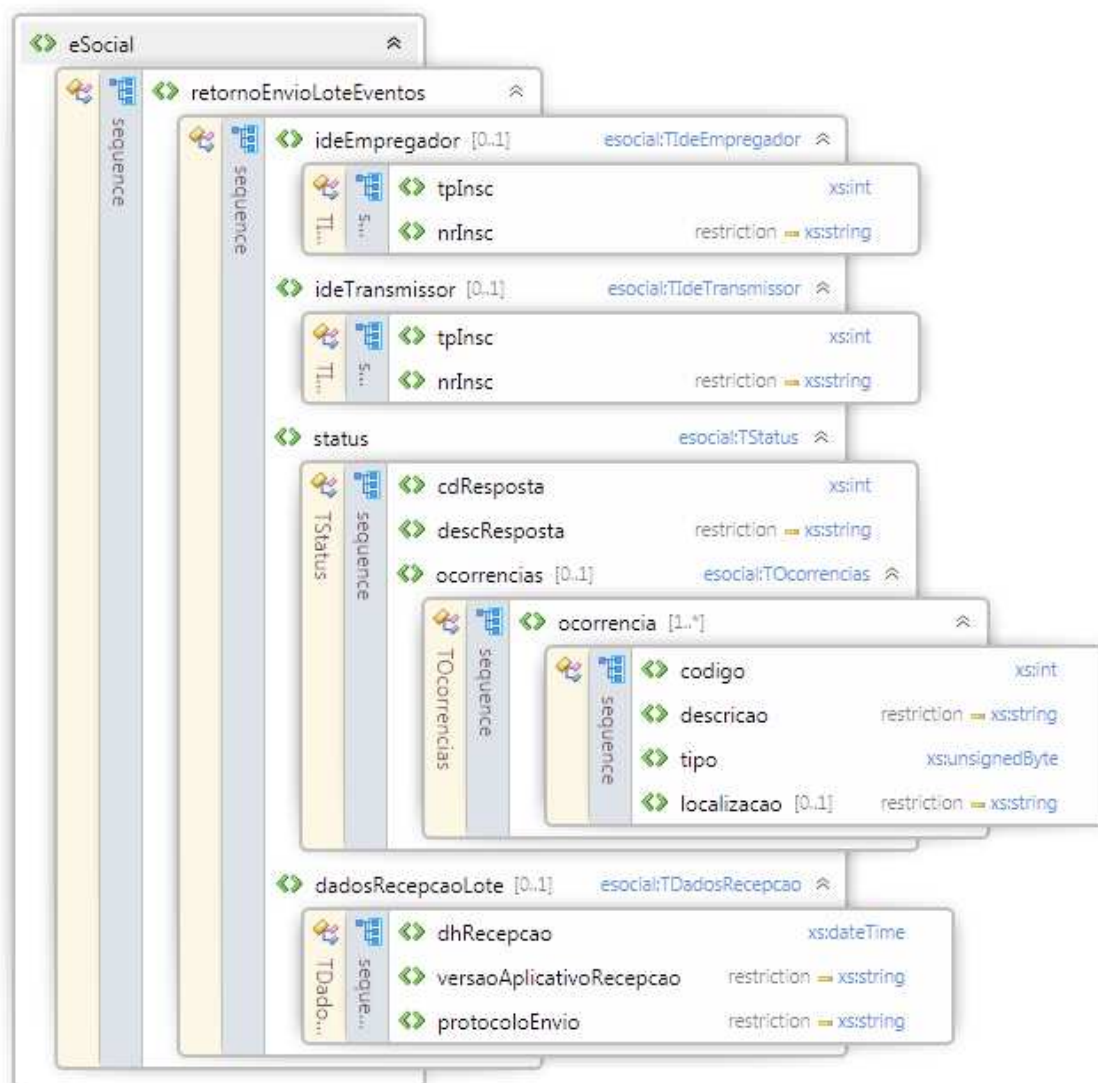 eSocial
sequence
retornoEnvioLoteEventos
sequence
ideEmpregador [0..1] esocial:TIdeEmpregador
TI... s...
tpInsc xs:int
nrInsc restriction xs:string
ideTransmissor [0..1] esocial:TIdeTransmissor
TI... s...
tpInsc xs:int
nrInsc restriction xs:string
status esocial:TStatus
TStatus sequence
cdResposta xs:int
descResposta restriction xs:string
ocorrencias [0..1] esocial:TOcorrencias
TOcorrencias sequence
ocorrencia [1..*]
sequence
codigo xs:int
descricao restriction xs:string
tipo xs:unsignedByte
localizacao [0..1] restriction xs:string
dadosRecepcaoLote [0..1] esocial:TDadosRecepcao
TDado... seque...
dhRecepcao xs:dateTime
versaoAplicativoRecepcao restriction xs:string
protocoloEnvio restriction xs:string